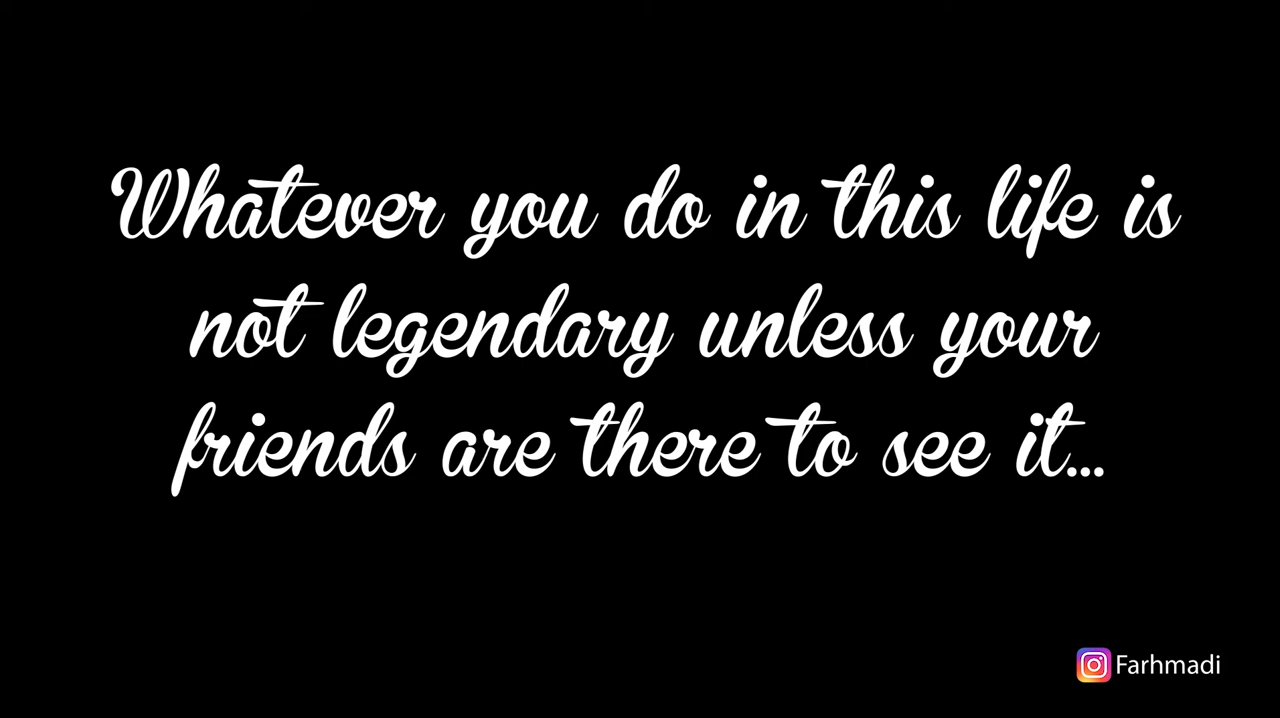 Whatever you do in this life is
not legendary unless your
friends are there to see it...
Farhmadi